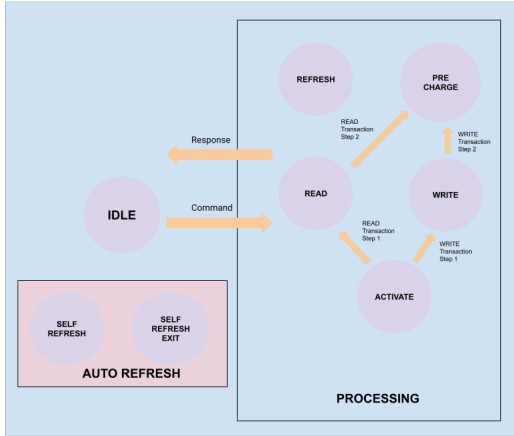 REFRESH
PRE
CHARGE
READ
Transaction
Step 2
WRITE
Transaction
Step 2
Response
READ
WRITE
IDLE
Command
READ
Transaction
Step 1
WRITE
Transaction
Step 1
ACTIVATE
SELF
REFRESH
SELF
REFRESH
EXIT
AUTO REFRESH
PROCESSING